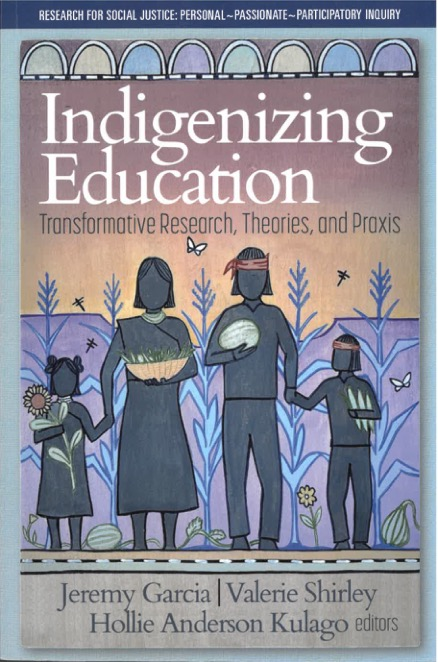 RESEARCH FOR SOCIAL JUSTICE: PERSONAL~PASSIONATE~PARTICIPATORY INQUIRY
Indigenizing
Education
Transformative Research, Theories, and Praxis
Jeremy Garcia | Valerie Shirley
Hollie Anderson Kulago editors